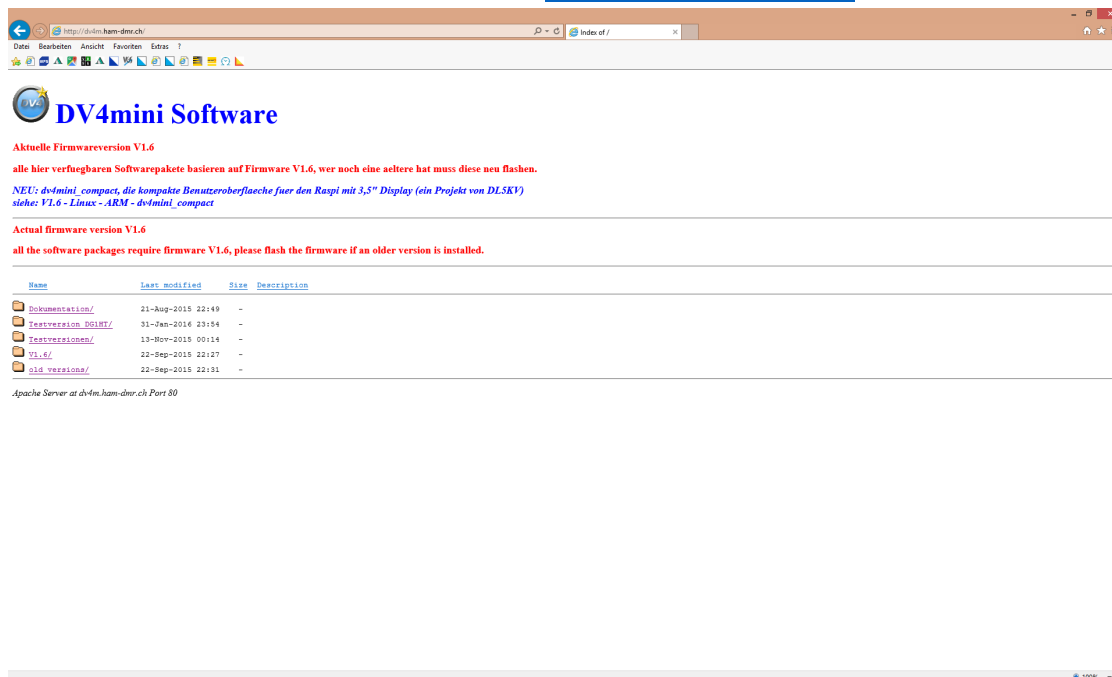 http://dv4m.ham-dmr.ch/
Index of /
Datei Bearbeiten Ansicht Favoriten Extras ?
DV4
DV4mini Software
Aktuelle Firmwareversion V1.6
alle hier verfuegbaren Softwarepakete basieren auf Firmware V1.6, wer noch eine aeltere hat muss diese neu flashen.
NEU: dv4mini_compact, die kompakte Benutzeroberflaeche fuer den Raspi mit 3,5" Display (ein Projekt von DL5KV)
siehe: V1.6 - Linux - ARM - dv4mini_compact
Actual firmware version V1.6
all the software packages require firmware V1.6, please flash the firmware if an older version is installed.
Name Last modified Size Description
Dokumentation/ 21-Aug-2015 22:49 -
Testversion DG1HT/ 31-Jan-2016 23:54 -
Testversionen/ 13-Nov-2015 00:14 -
V1.6/ 22-Sep-2015 22:27 -
old versions/ 22-Sep-2015 22:31 -
Apache Server at dv4m.ham-dmr.ch Port 80